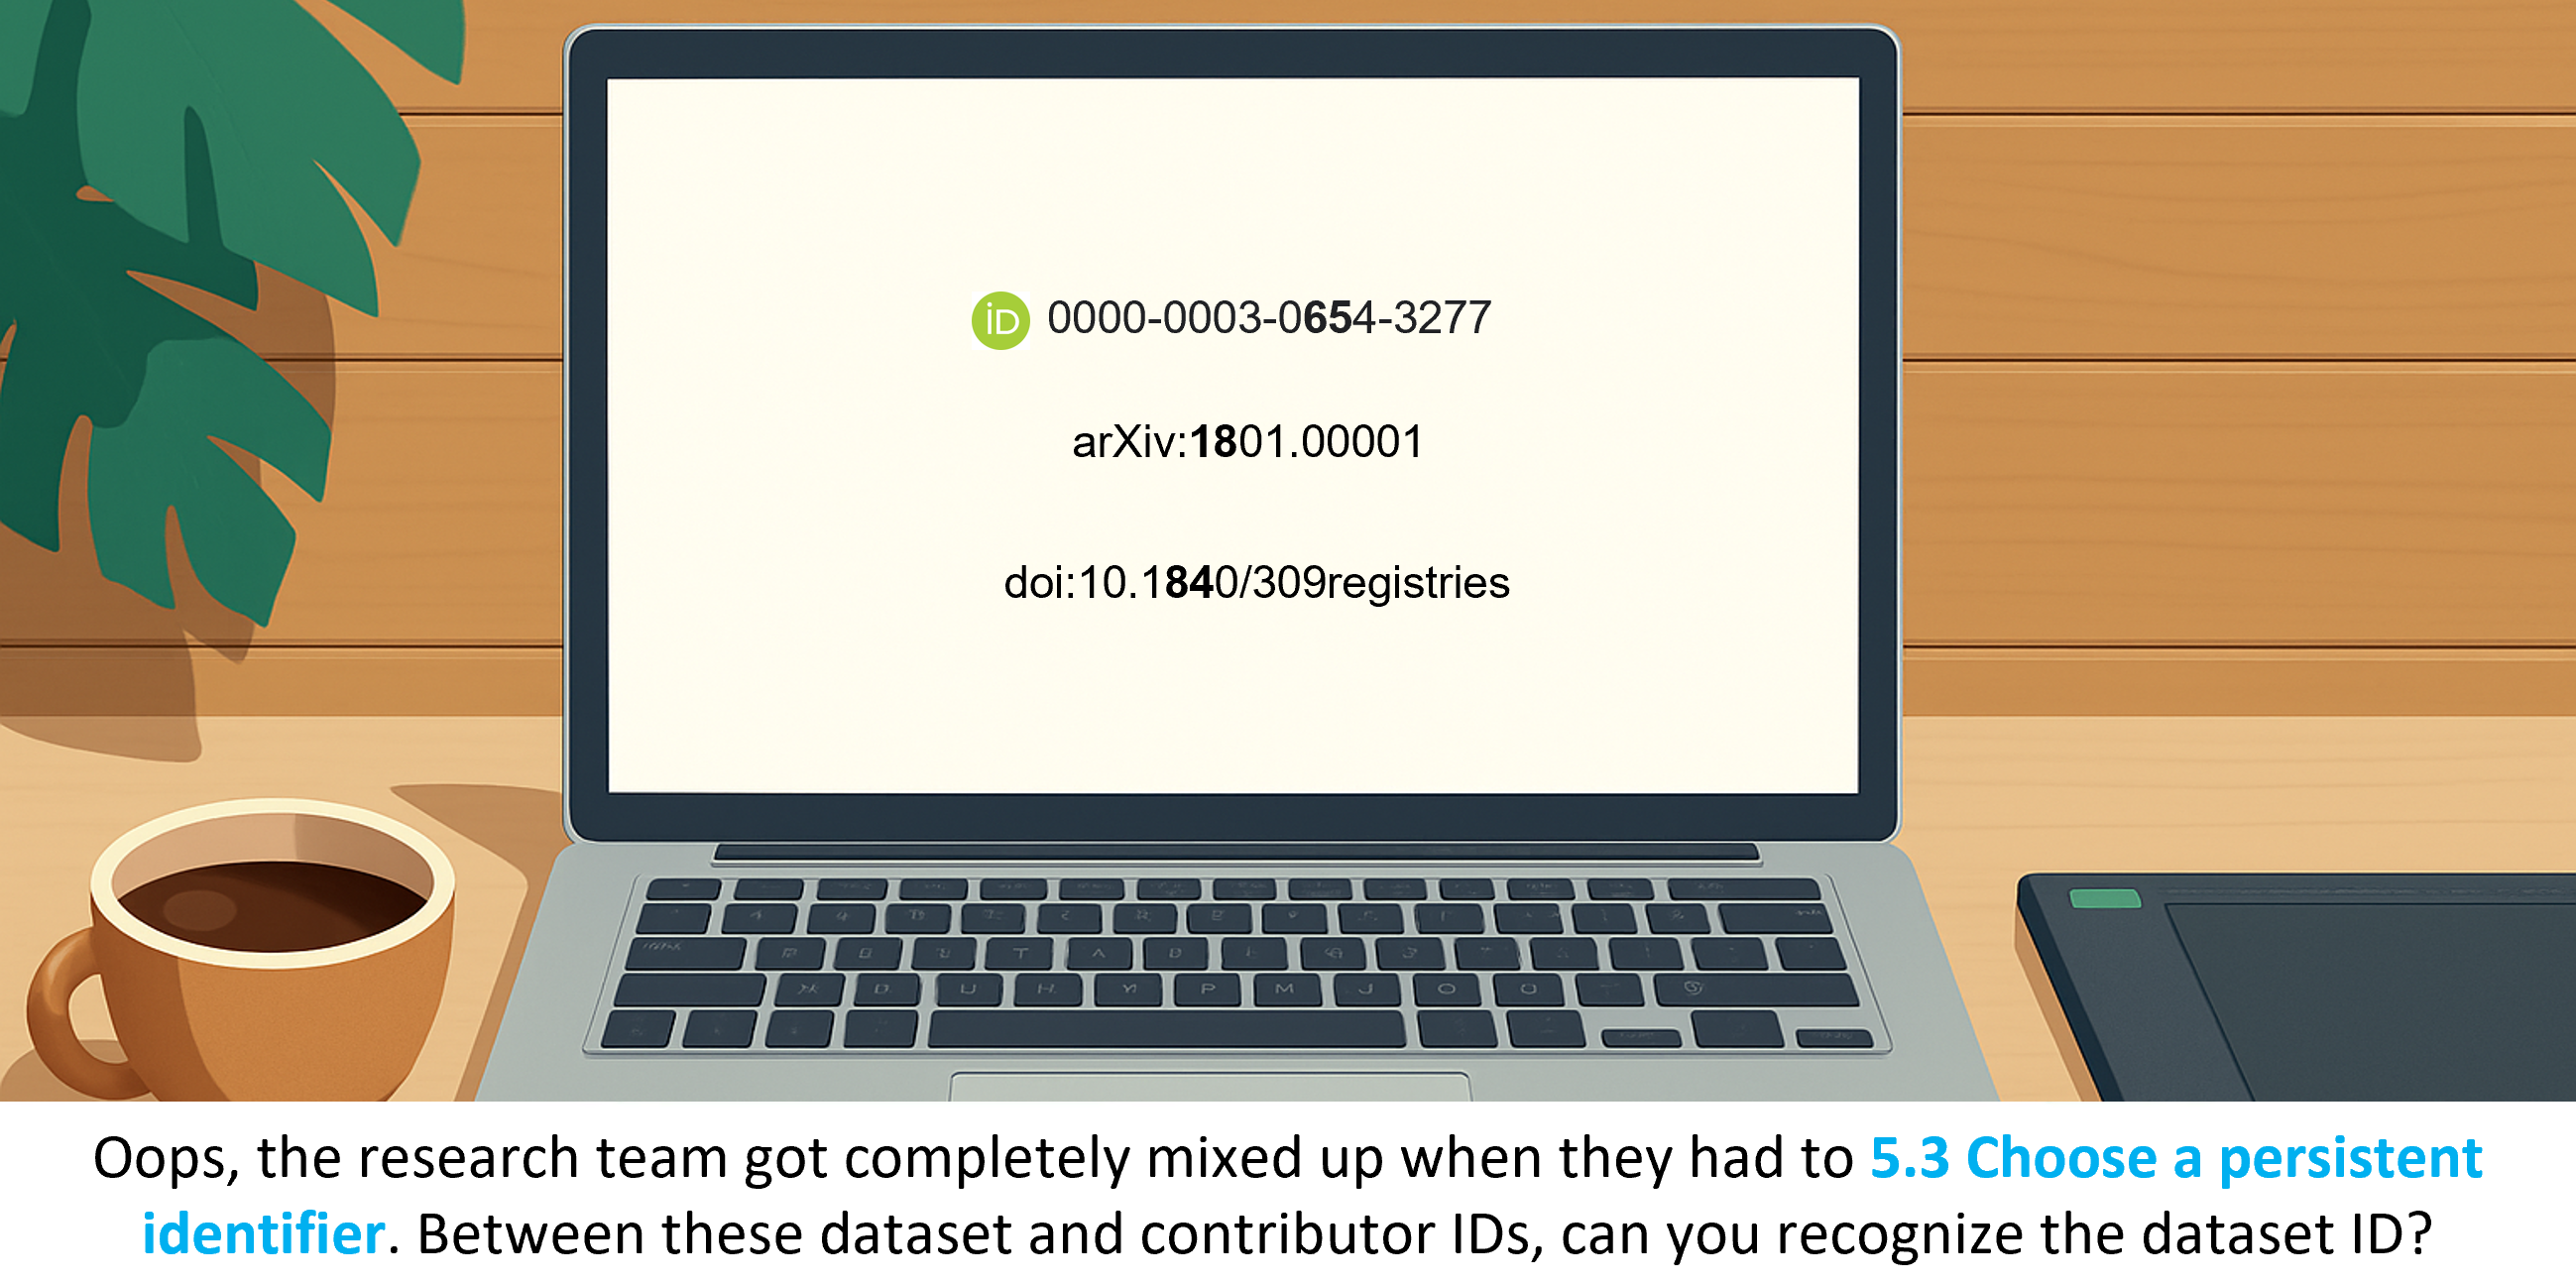 iD 0000-0003-0654-3277
arXiv:1801.00001
doi:10.1840/309registries
Oops, the research team got completely mixed up when they had to 5.3 Choose a persistent
identifier. Between these dataset and contributor IDs, can you recognize the dataset ID?